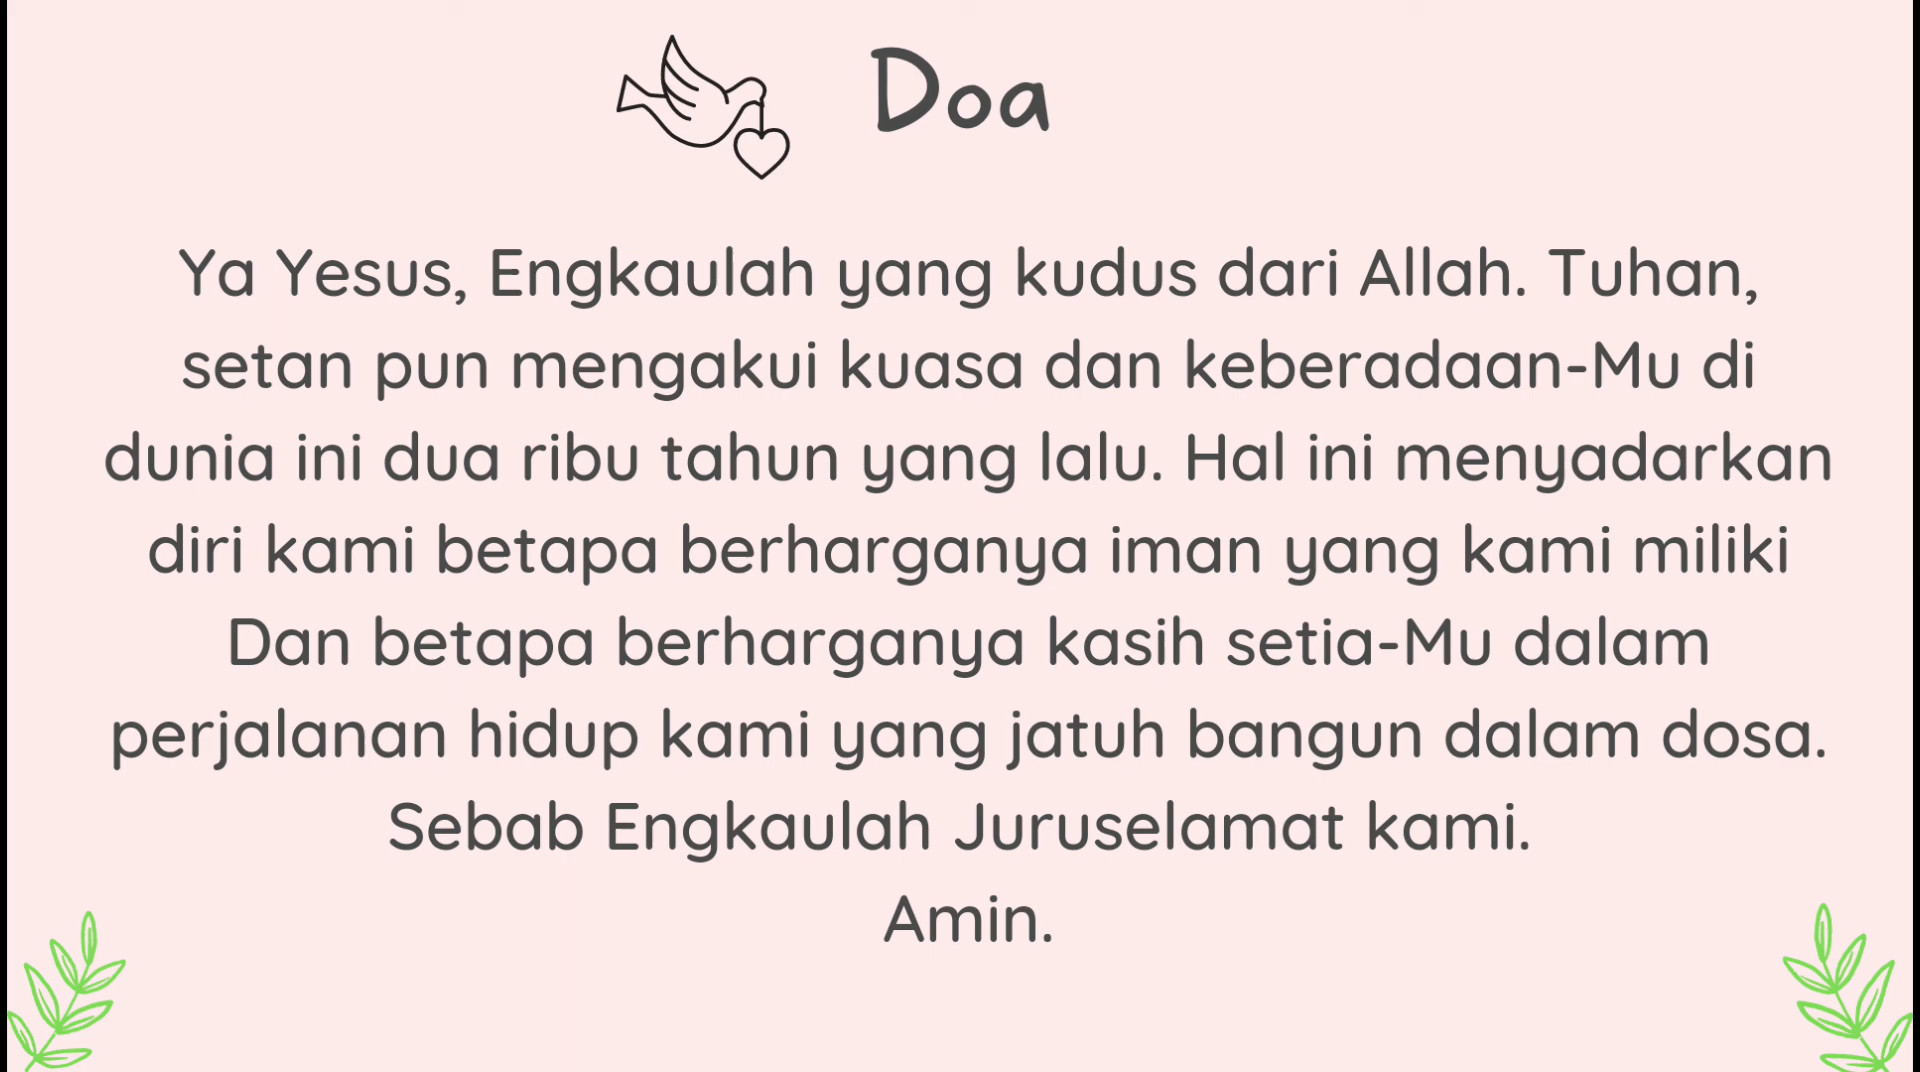 Doa
Ya Yesus, Engkaulah yang kudus dari Allah. Tuhan,
setan pun mengakui kuasa dan keberadaan-Mu di
dunia ini dua ribu tahun yang lalu. Hal ini menyadarkan
diri kami betapa berharganya iman yang kami miliki
Dan betapa berharganya kasih setia-Mu dalam
perjalanan hidup kami yang jatuh bangun dalam dosa.
Sebab Engkaulah Juruselamat kami.
Amin.